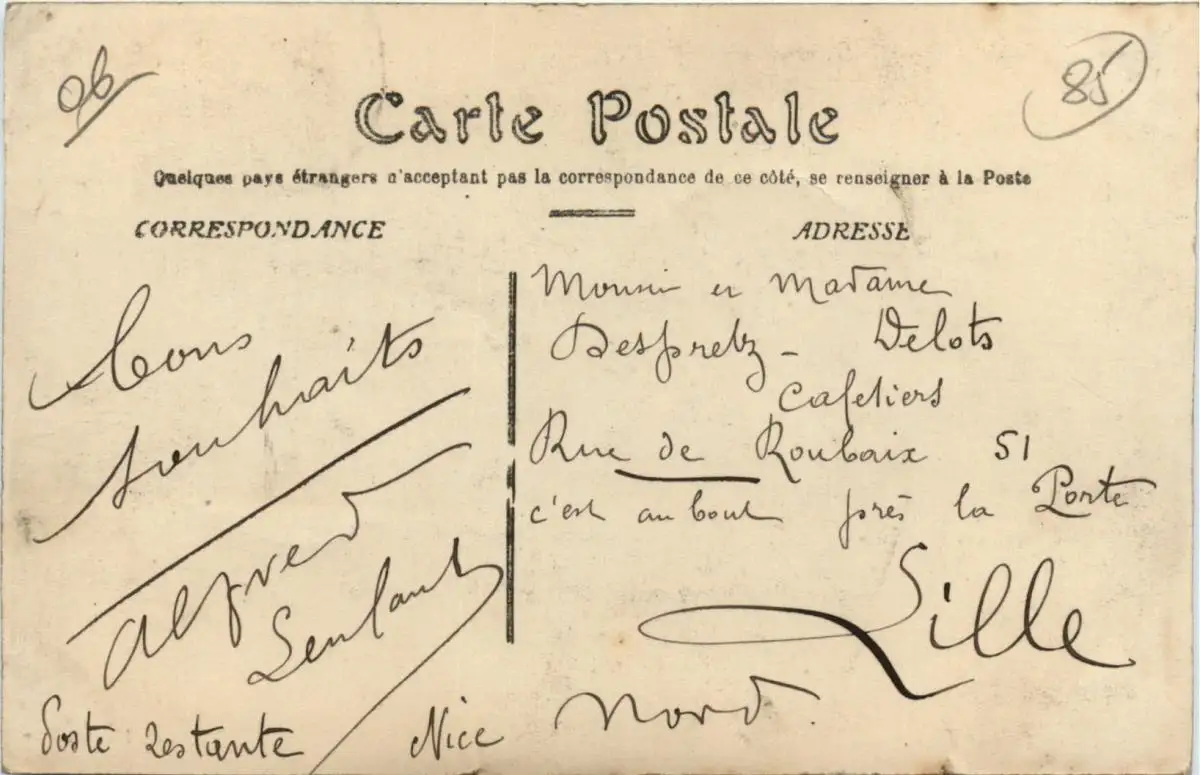 96
85
Carte Postale
Quelques pays étrangers n'acceptant pas la correspondance de ce côté, se renseigner à la Poste
CORRESPONDANCE
Bons
souhaits
Alfred
Poste restante Nice
ADRESSE
Monsieur et Madame
Despretz - Delots
Cafetiers
Rue de Roubaix 51
c'est au bout près la Porte
Lille
Nord